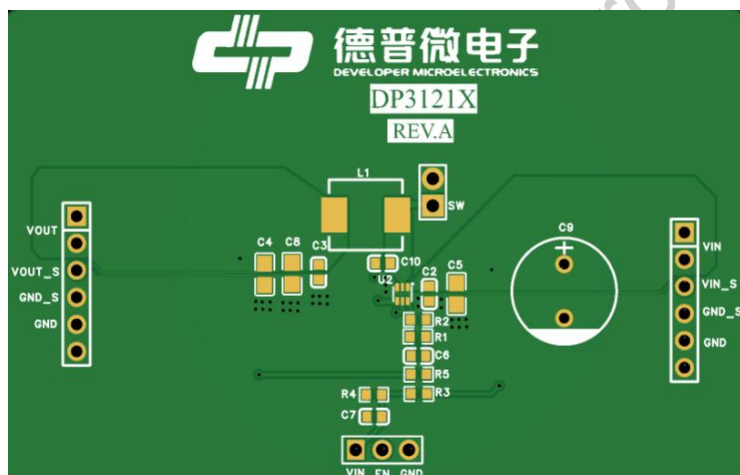 德普微电子
DEVELOPER MICROELECTRONICS
DP3121X
REV.A
L1
SW
C9
VOUT
VOUT_S
GND_S
GND
C4
C8
C3
C10
U2
C2
C5
R2
R1
C6
R5
R4
R3
C7
VIN
VIN_S
GND_S
GND
VIN EN GND